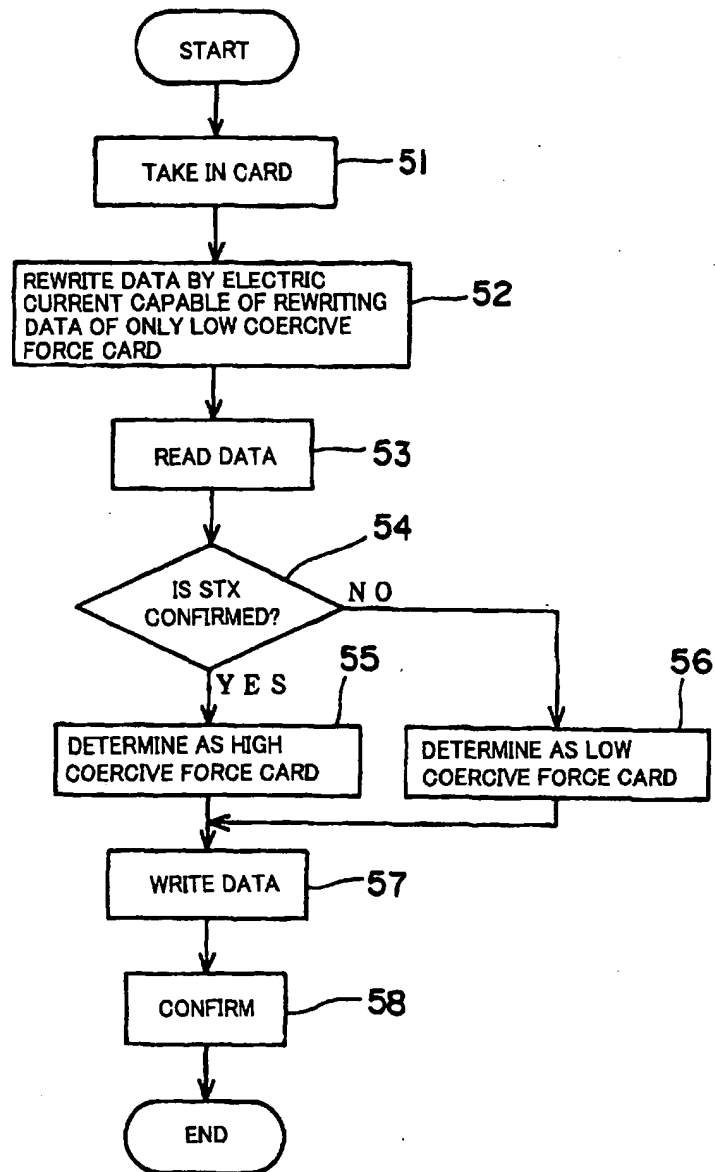 START
TAKE IN CARD
51
REWRITE DATA BY ELECTRIC
CURRENT CAPABLE OF REWRITING
DATA OF ONLY LOW COERCIVE
FORCE CARD
52
READ DATA
53
54
IS STX
CONFIRMED?
NO
YES
55
DETERMINE AS HIGH
COERCIVE FORCE CARD
56
DETERMINE AS LOW
COERCIVE FORCE CARD
WRITE DATA
57
CONFIRM
58
END